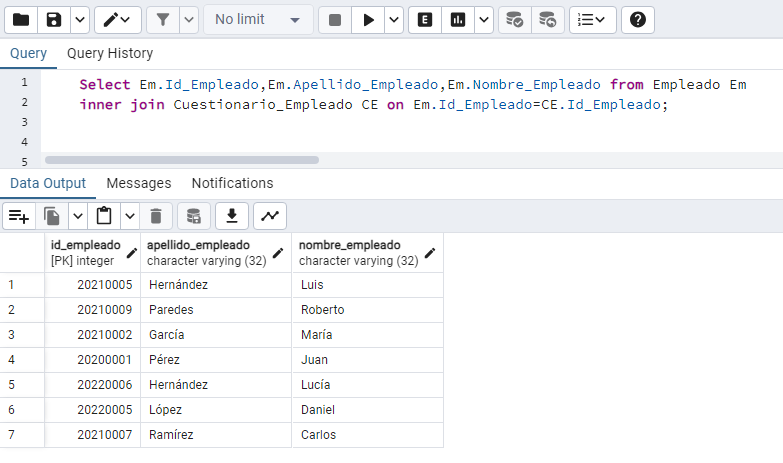 No limit
E
Query Query History
1 Select Em.Id_Empleado,Em.Apellido_Empleado,Em.Nombre_Empleado from Empleado Em
2 inner join Cuestionario_Empleado CE on Em.Id_Empleado=CE.Id_Empleado;
3
4
5
Data Output Messages Notifications
id_empleado apellido_empleado nombre_empleado
[PK] integer character varying (32) character varying (32)
1 20210005 Hernández Luis
2 20210009 Paredes Roberto
3 20210002 García María
4 20200001 Pérez Juan
5 20220006 Hernández Lucía
6 20220005 López Daniel
7 20210007 Ramírez Carlos